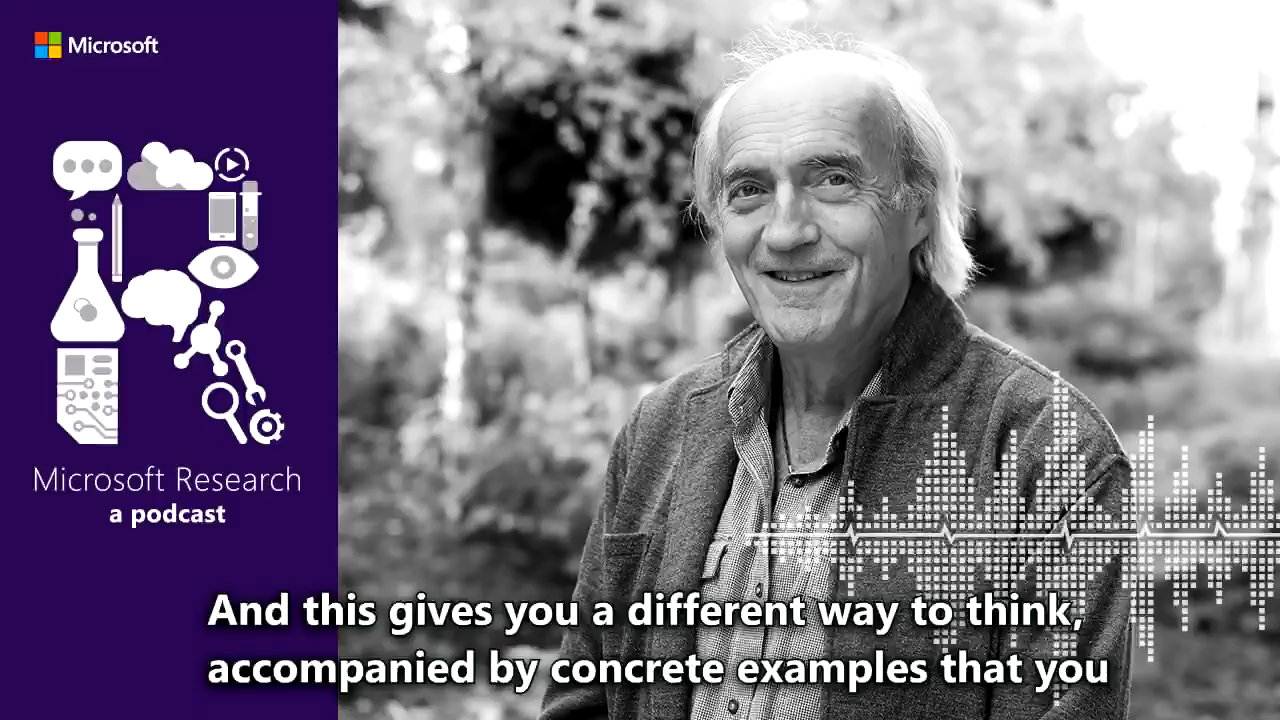 Microsoft
Microsoft Research
a podcast
And this gives you a different way to think,
accompanied by concrete examples that you